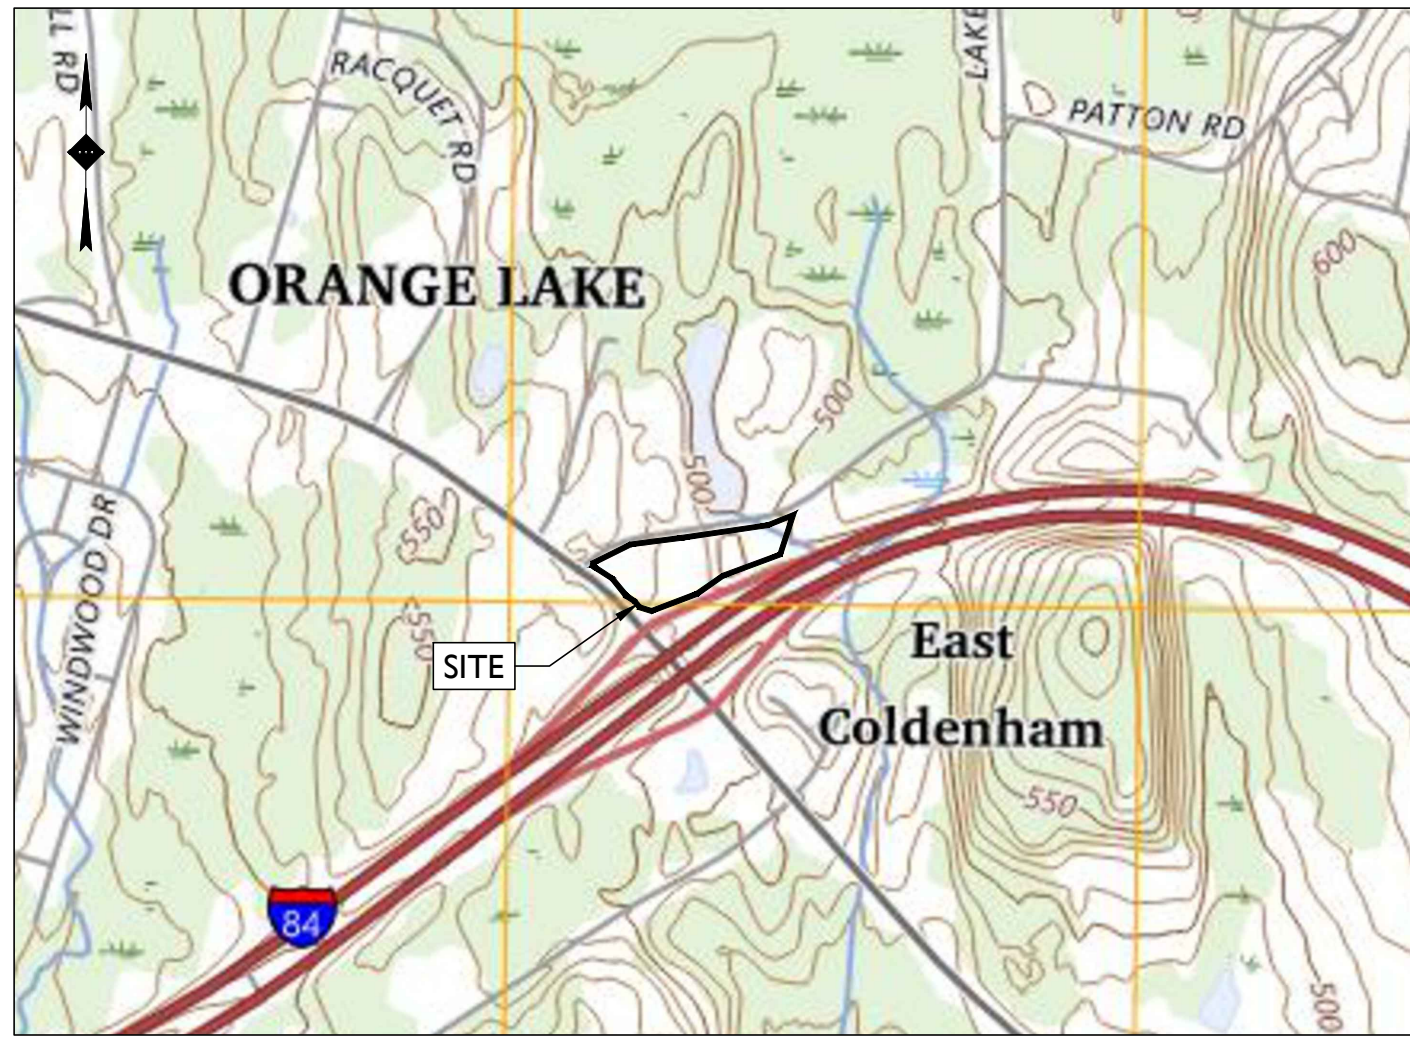 LL RD
RACQUET RD
LAKE
PATTON RD
600
ORANGE LAKE
500
500
550
WINDWOOD DR
550
SITE
East
Coldenham
550
84
500